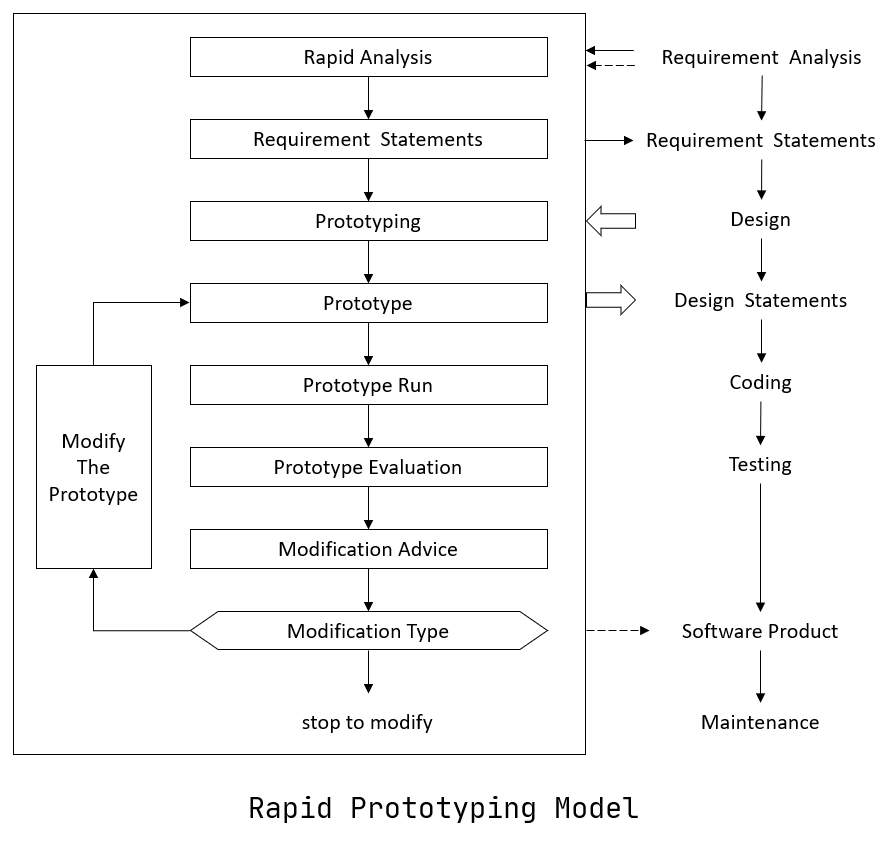 Rapid Analysis
Requirement Statements
Prototyping
Prototype
Prototype Run
Prototype Evaluation
Modification Advice
Modification Type
stop to modify
Modify
The
Prototype
Requirement Analysis
Requirement Statements
Design
Design Statements
Coding
Testing
Software Product
Maintenance
Rapid Prototyping Model